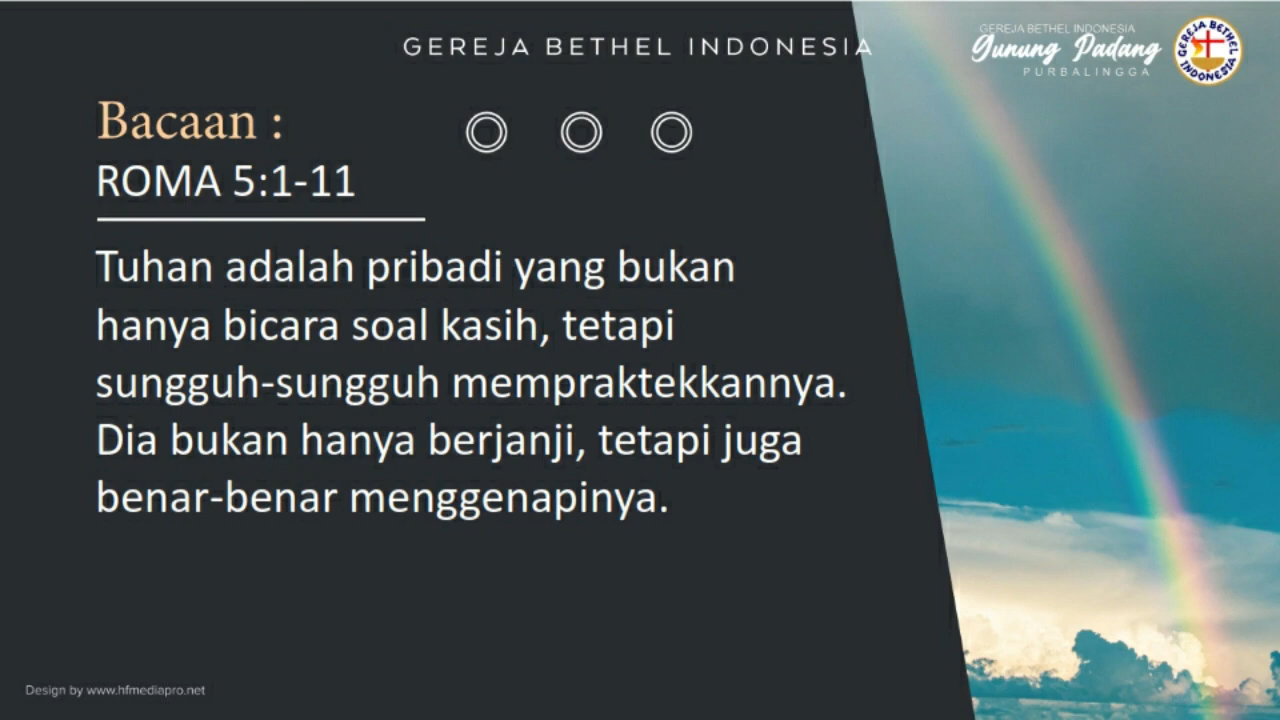 GEREJA BETHEL INDONESIA
GEREJA BETHEL INDONESIA
Gunung Padang
PURBALINGGA
GEREJA BETHEL
INDONESIA
Bacaan :
ROMA 5:1-11
Tuhan adalah pribadi yang bukan
hanya bicara soal kasih, tetapi
sungguh-sungguh mempraktekkannya.
Dia bukan hanya berjanji, tetapi juga
benar-benar menggenapinya.
Design by www.hfmediapro.net